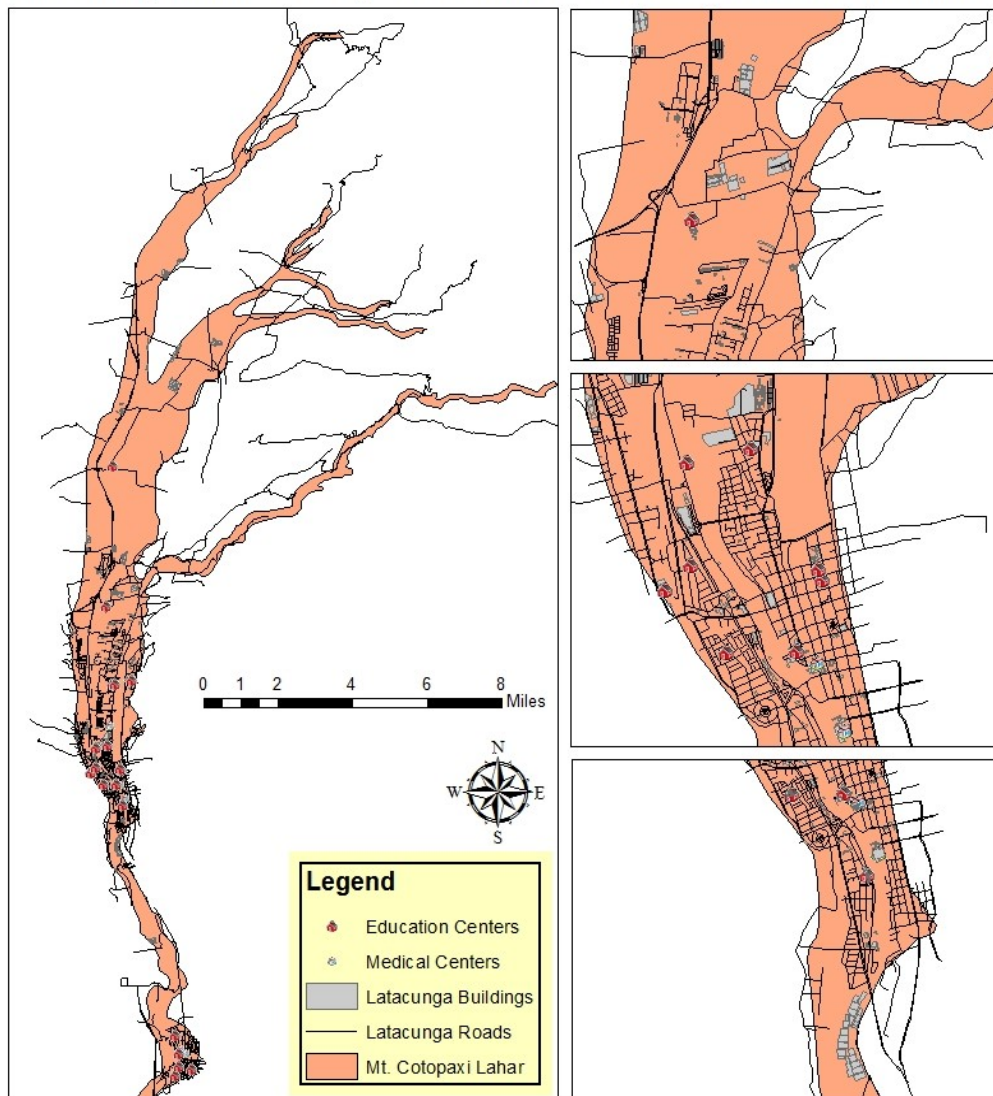 0 1 2 4 6 8
Miles
N
W E
S
Legend
Education Centers
Medical Centers
Latacunga Buildings
Latacunga Roads
Mt. Cotopaxi Lahar